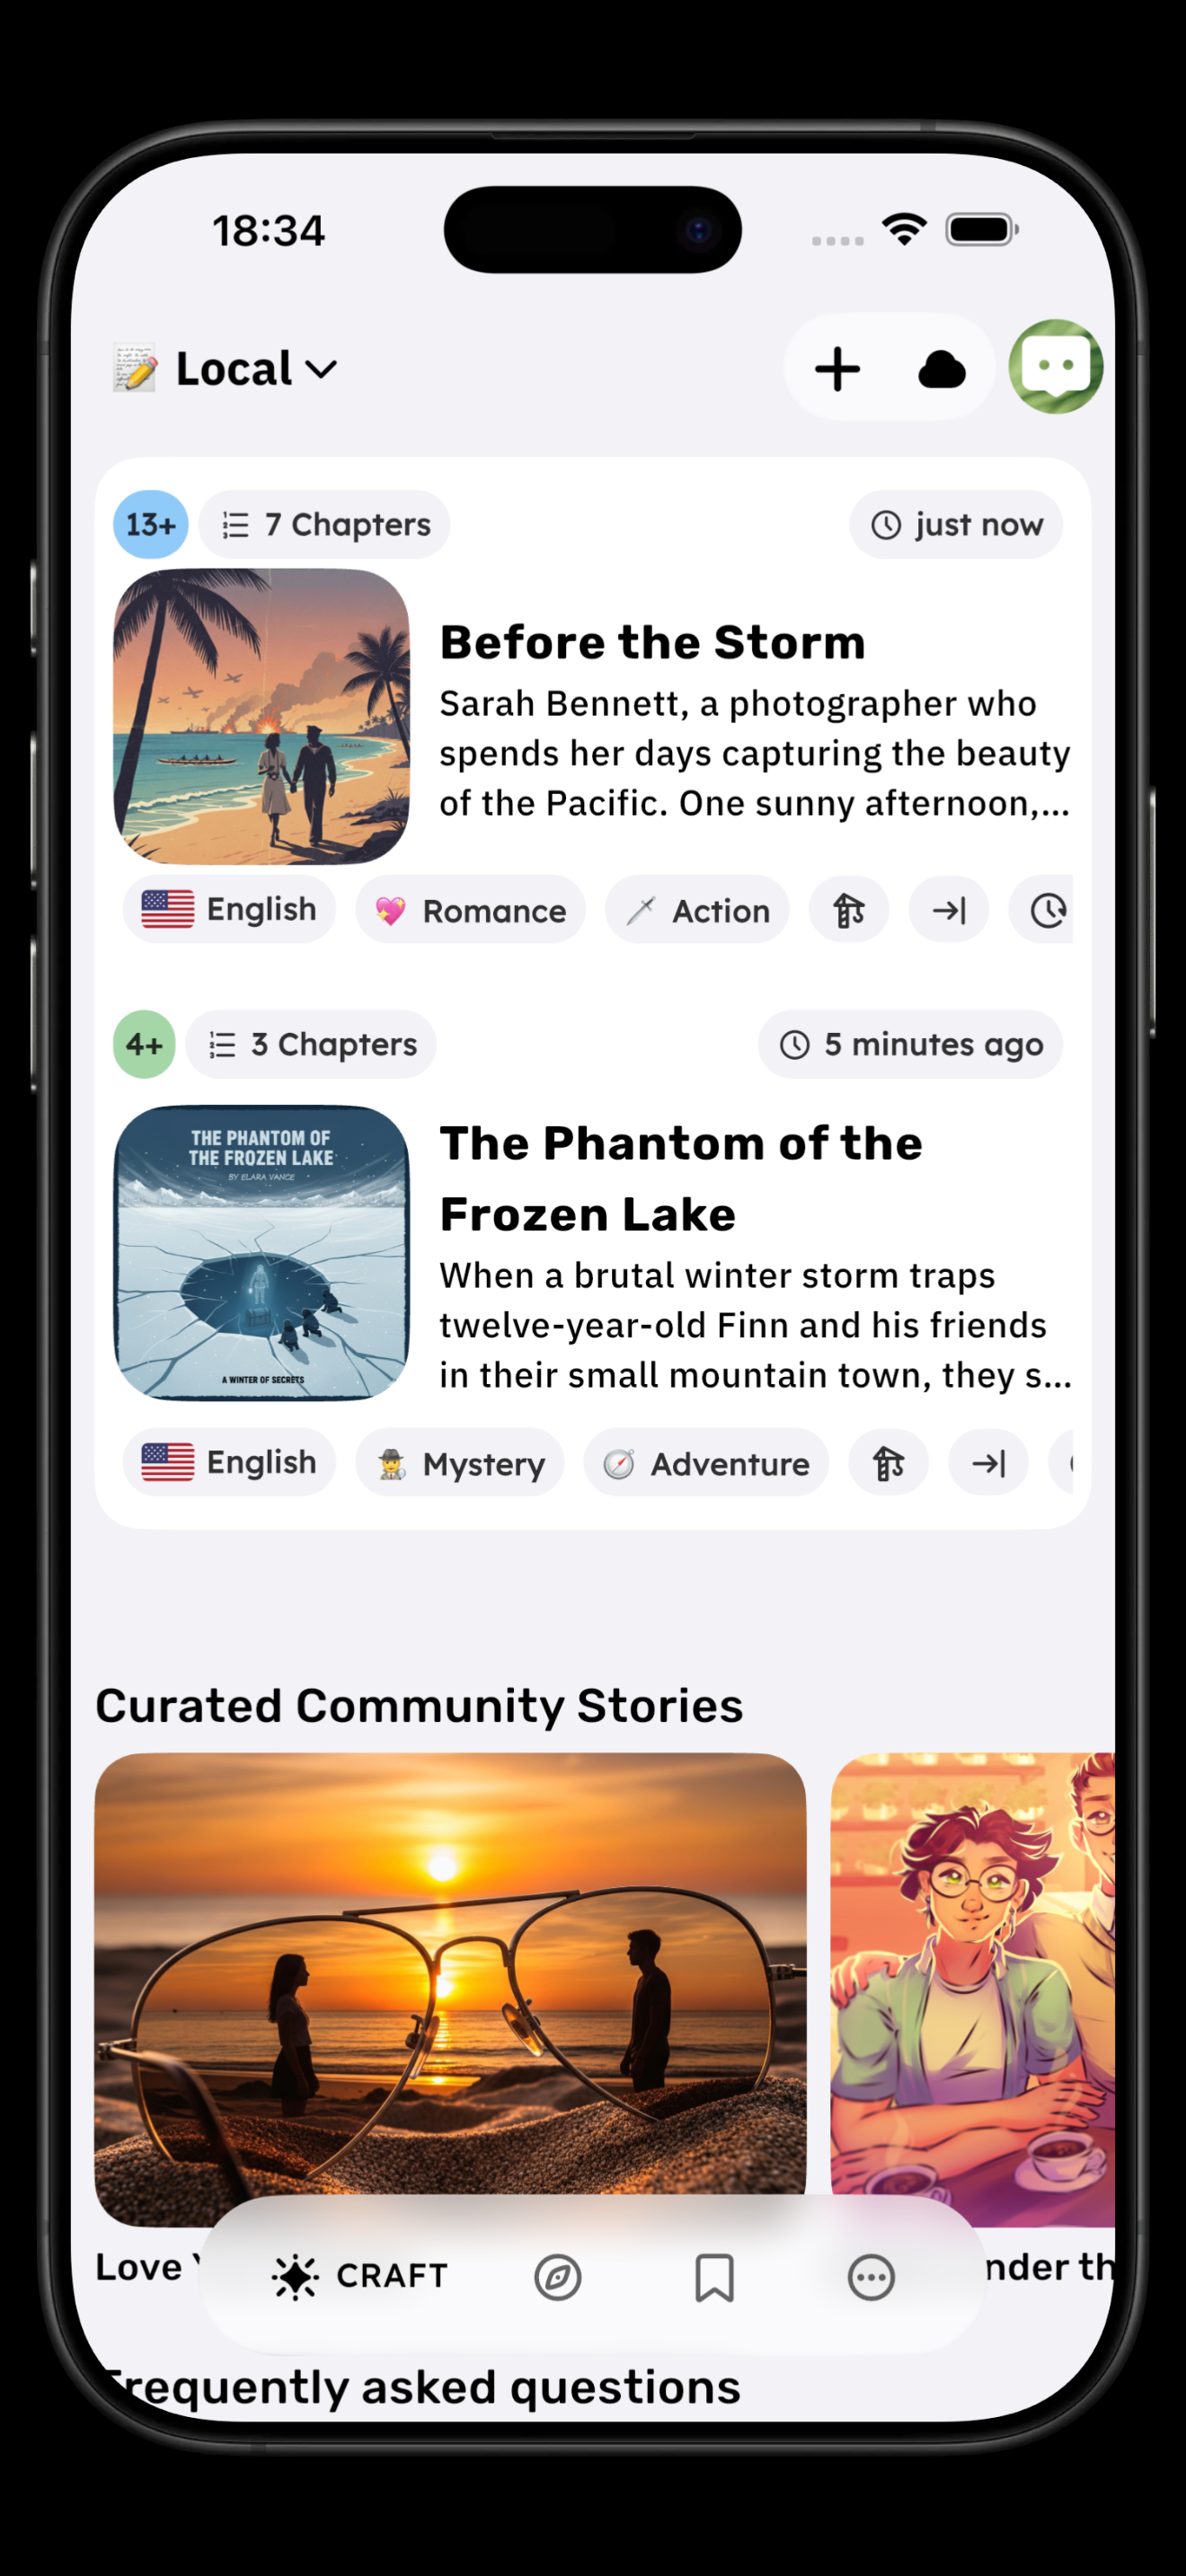 18:34
Local
13+
7 Chapters
just now
Before the Storm
Sarah Bennett, a photographer who
spends her days capturing the beauty
of the Pacific. One sunny afternoon,...
English
Romance
Action
4+
3 Chapters
5 minutes ago
THE PHANTOM OF
THE FROZEN LAKE
BY ELARA VANCE
A WINTER OF SECRETS
The Phantom of the
Frozen Lake
When a brutal winter storm traps
twelve-year-old Finn and his friends
in their small mountain town, they s...
English
Mystery
Adventure
Curated Community Stories
Love
nder th
CRAFT
Frequently asked questions